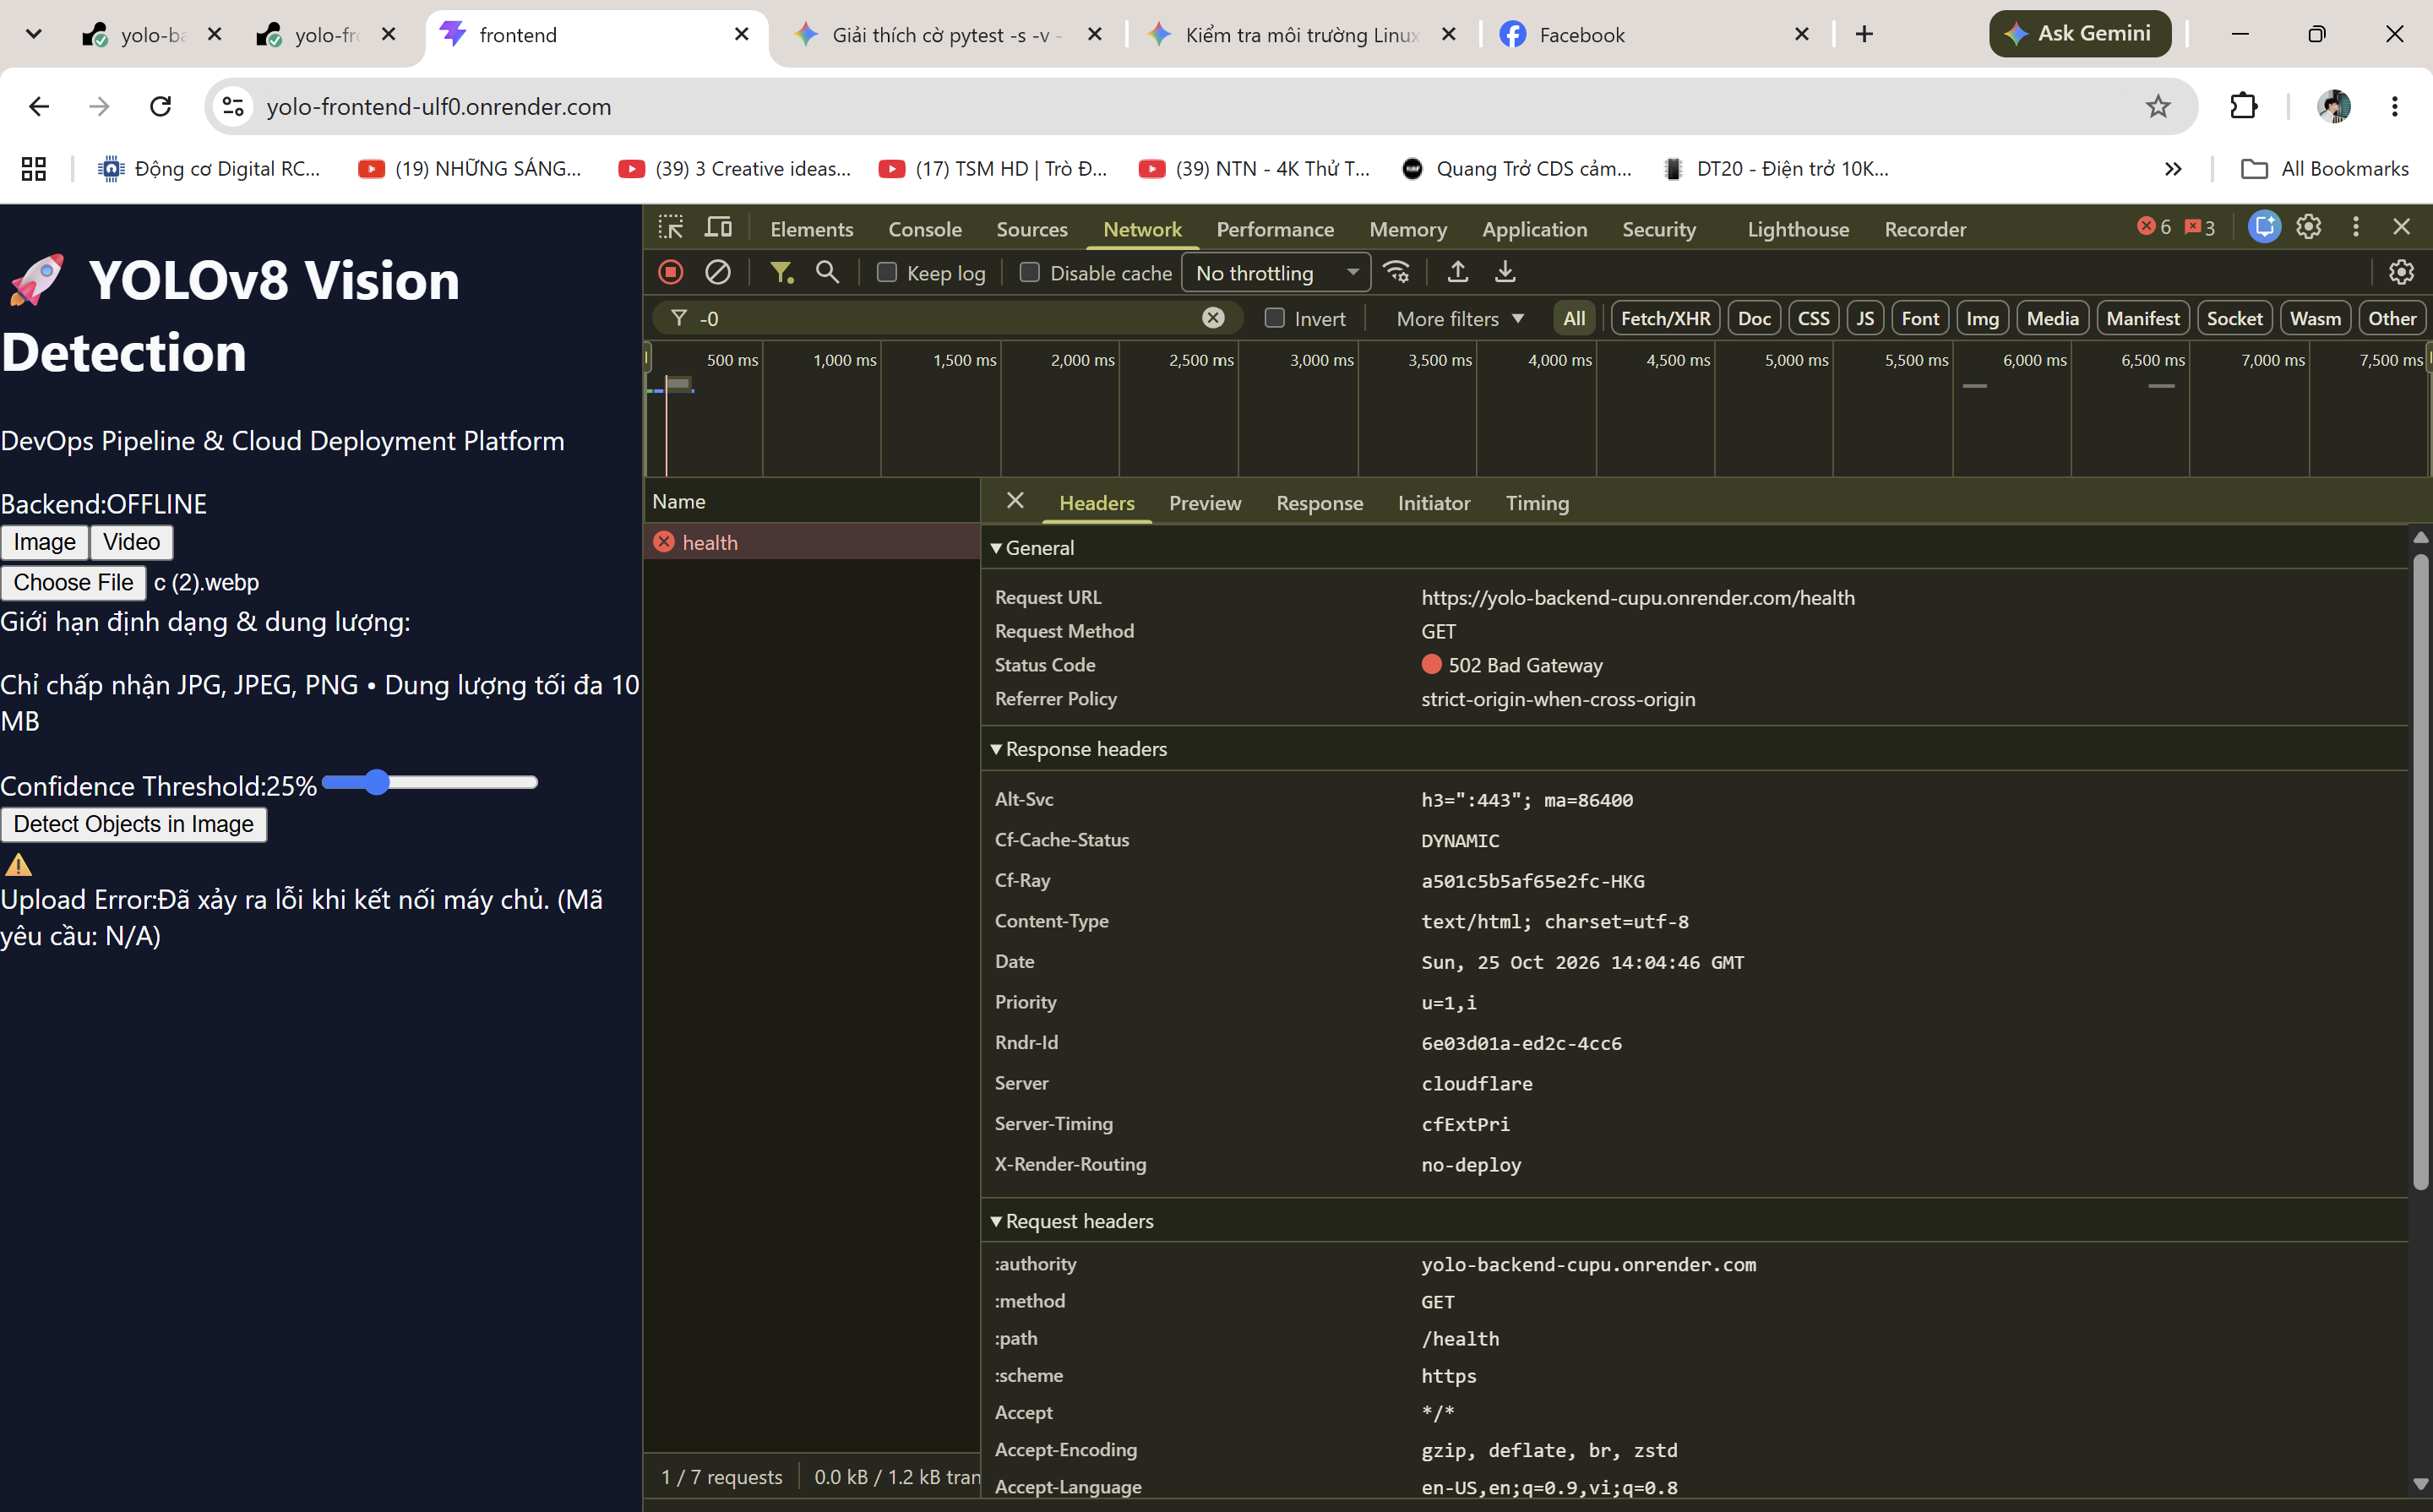 yolo-ba
yolo-fr
frontend
Giải thích cờ pytest -s -v -
Kiểm tra môi trường Linux
Facebook
Ask Gemini
yolo-frontend-ulf0.onrender.com
Động cơ Digital RC...
(19) NHỮNG SÁNG...
(39) 3 Creative ideas...
(17) TSM HD | Trò Đ...
(39) NTN - 4K Thử T...
Quang Trở CDS cảm...
DT20 - Điện trở 10K...
All Bookmarks
🚀 YOLOv8 Vision
Detection
DevOps Pipeline & Cloud Deployment Platform
Backend:OFFLINE
Image Video
Choose File c (2).webp
Giới hạn định dạng & dung lượng:
Chỉ chấp nhận JPG, JPEG, PNG • Dung lượng tối đa 10
MB
Confidence Threshold:25%
Detect Objects in Image
⚠️
Upload Error:Đã xảy ra lỗi khi kết nối máy chủ. (Mã
yêu cầu: N/A)
Elements Console Sources Network Performance Memory Application Security Lighthouse Recorder 6 3
Keep log Disable cache No throttling
-0 Invert More filters All Fetch/XHR Doc CSS JS Font Img Media Manifest Socket Wasm Other
500 ms 1,000 ms 1,500 ms 2,000 ms 2,500 ms 3,000 ms 3,500 ms 4,000 ms 4,500 ms 5,000 ms 5,500 ms 6,000 ms 6,500 ms 7,000 ms 7,500 ms
Name
health
1 / 7 requests 0.0 kB / 1.2 kB tran
Headers Preview Response Initiator Timing
General
Request URL https://yolo-backend-cupu.onrender.com/health
Request Method GET
Status Code 502 Bad Gateway
Referrer Policy strict-origin-when-cross-origin
Response headers
Alt-Svc h3=":443"; ma=86400
Cf-Cache-Status DYNAMIC
Cf-Ray a501c5b5af65e2fc-HKG
Content-Type text/html; charset=utf-8
Date Sun, 25 Oct 2026 14:04:46 GMT
Priority u=1,i
Rndr-Id 6e03d01a-ed2c-4cc6
Server cloudflare
Server-Timing cfExtPri
X-Render-Routing no-deploy
Request headers
:authority yolo-backend-cupu.onrender.com
:method GET
:path /health
:scheme https
Accept */*
Accept-Encoding gzip, deflate, br, zstd
Accept-Language en-US,en;q=0.9,vi;q=0.8